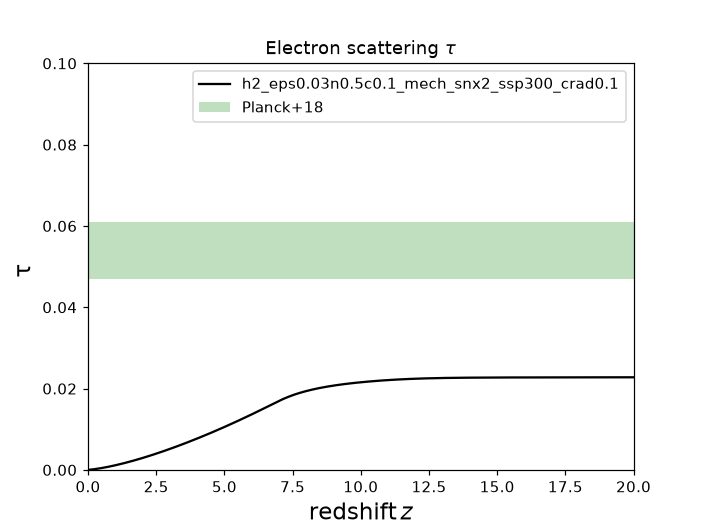 Electron scattering τ
h2_eps0.03n0.5c0.1_mech_snx2_ssp300_crad0.1
Planck+18
0.10
0.08
0.06
0.04
0.02
0.00
τ
0.0 2.5 5.0 7.5 10.0 12.5 15.0 17.5 20.0
redshift z